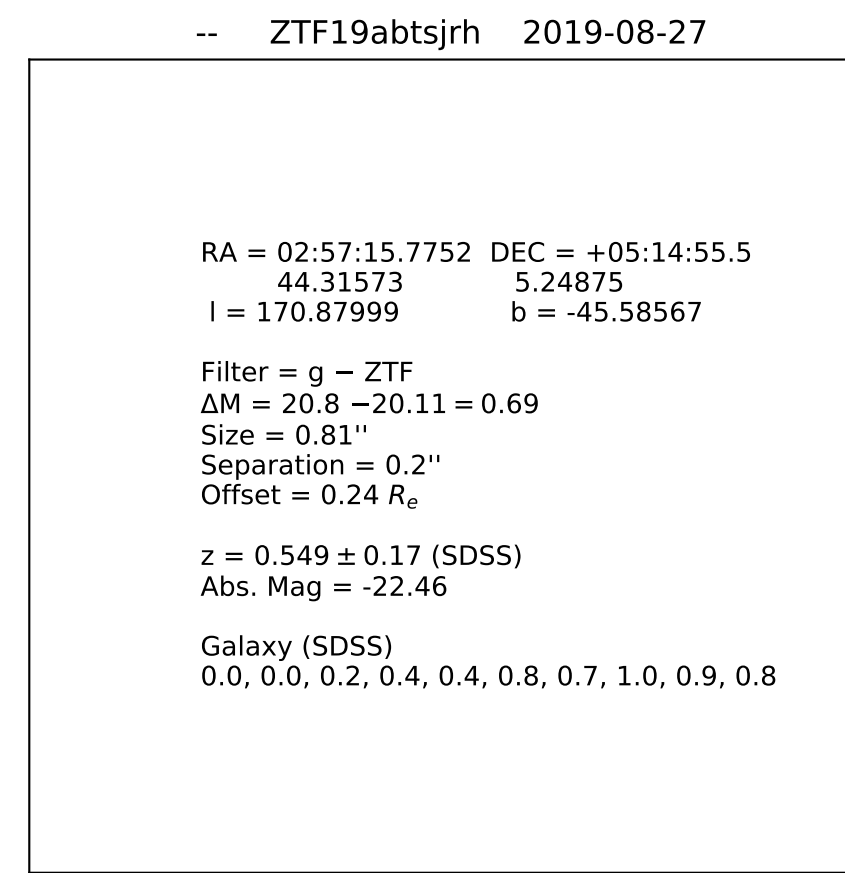 -- ZTF19abtsjrh 2019-08-27
RA = 02:57:15.7752 DEC = +05:14:55.5
44.31573 5.24875
l = 170.87999 b = -45.58567
Filter = g − ZTF
ΔM = 20.8 −20.11 = 0.69
Size = 0.81''
Separation = 0.2''
Offset = 0.24 Re
z = 0.549 ± 0.17 (SDSS)
Abs. Mag = -22.46
Galaxy (SDSS)
0.0, 0.0, 0.2, 0.4, 0.4, 0.8, 0.7, 1.0, 0.9, 0.8